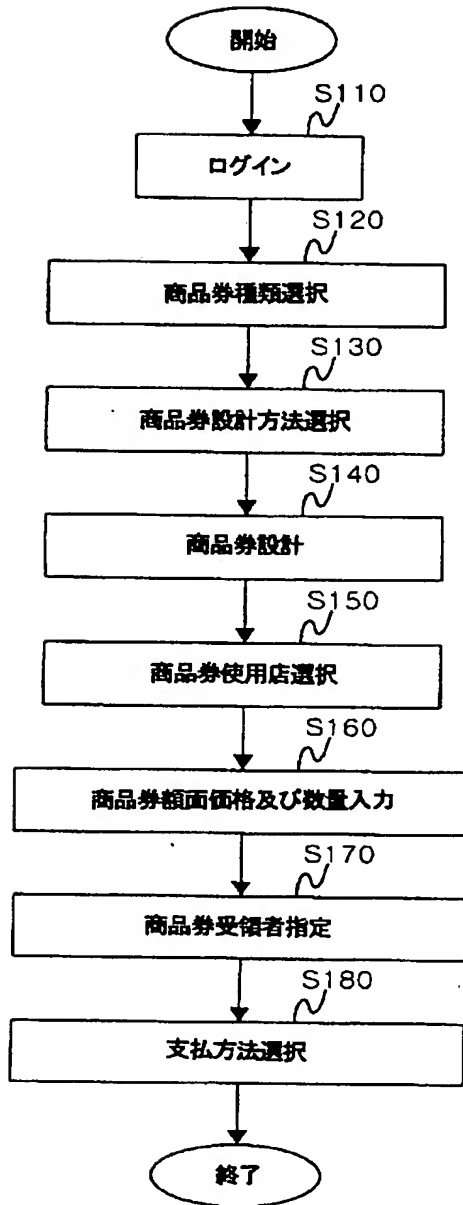 開始
S110
ログイン
S120
商品券種類選択
S130
商品券設計方法選択
S140
商品券設計
S150
商品券使用店選択
S160
商品券額面価格及び数量入力
S170
商品券受領者指定
S180
支払方法選択
終了